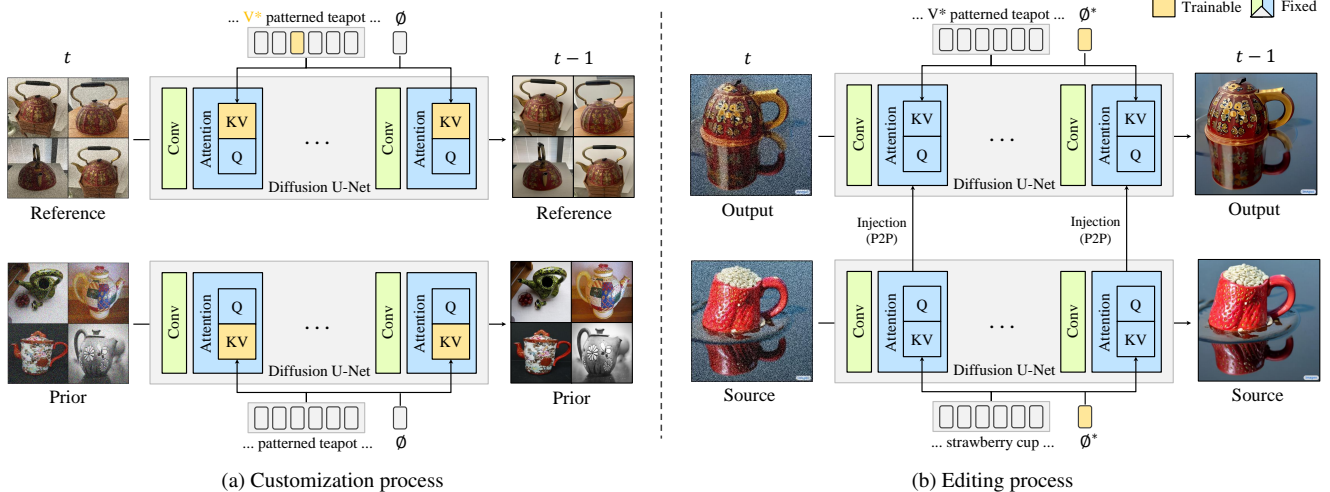 ... V* patterned teapot ...
∅
t
t − 1
Conv
Attention
KV
Q
...
Conv
Attention
KV
Q
Diffusion U-Net
Reference
Reference
Conv
Attention
Q
KV
...
Conv
Attention
Q
KV
Diffusion U-Net
Prior
Prior
... patterned teapot ...
∅
(a) Customization process
Trainable
Fixed
... V* patterned teapot ...
∅*
t
t − 1
Conv
Attention
KV
Q
...
Conv
Attention
KV
Q
Diffusion U-Net
Output
Output
Injection
(P2P)
Injection
(P2P)
Conv
Attention
Q
KV
...
Conv
Attention
Q
KV
Diffusion U-Net
Source
Source
... strawberry cup ...
∅*
(b) Editing process